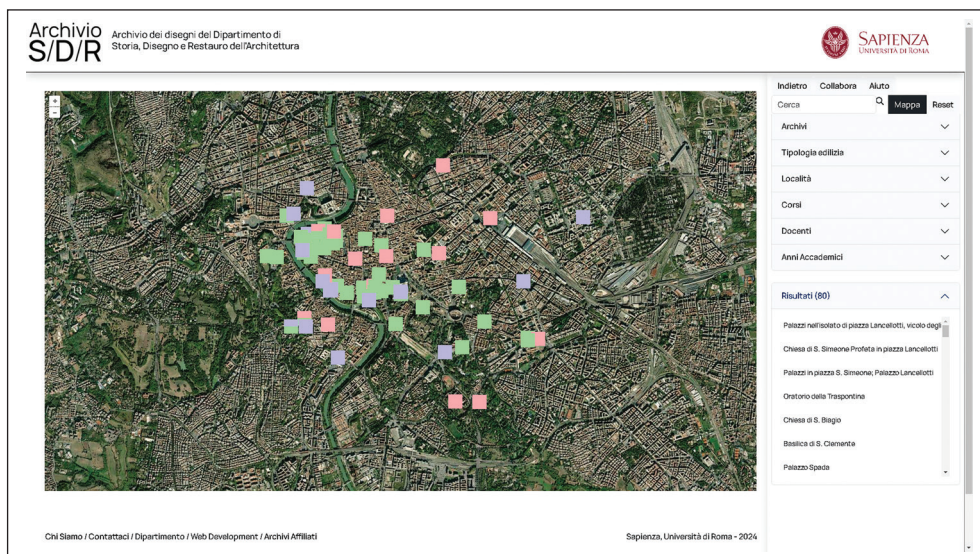 Archivio
S/D/R
Archivio dei disegni del Dipartimento di
Storia, Disegno e Restauro dell'Architettura
SAPIENZA
UNIVERSITÀ DI ROMA
+
−
Indietro Collabora Aiuto
Cerca Mappa Reset
Archivi
Tipologia edilizia
Località
Corsi
Docenti
Anni Accademici
Risultati (80)
Palazzi nell'isolato di piazza Lancellotti, vicolo degli
Chiesa di S. Simeone Profeta in piazza Lancellotti
Palazzi in piazza S. Simeone; Palazzo Lancellotti
Oratorio della Traspontina
Chiesa di S. Biagio
Basilica di S. Clemente
Palazzo Spada
Chi Siamo / Contattaci / Dipartimento / Web Development / Archivi Affiliati
Sapienza, Università di Roma - 2024